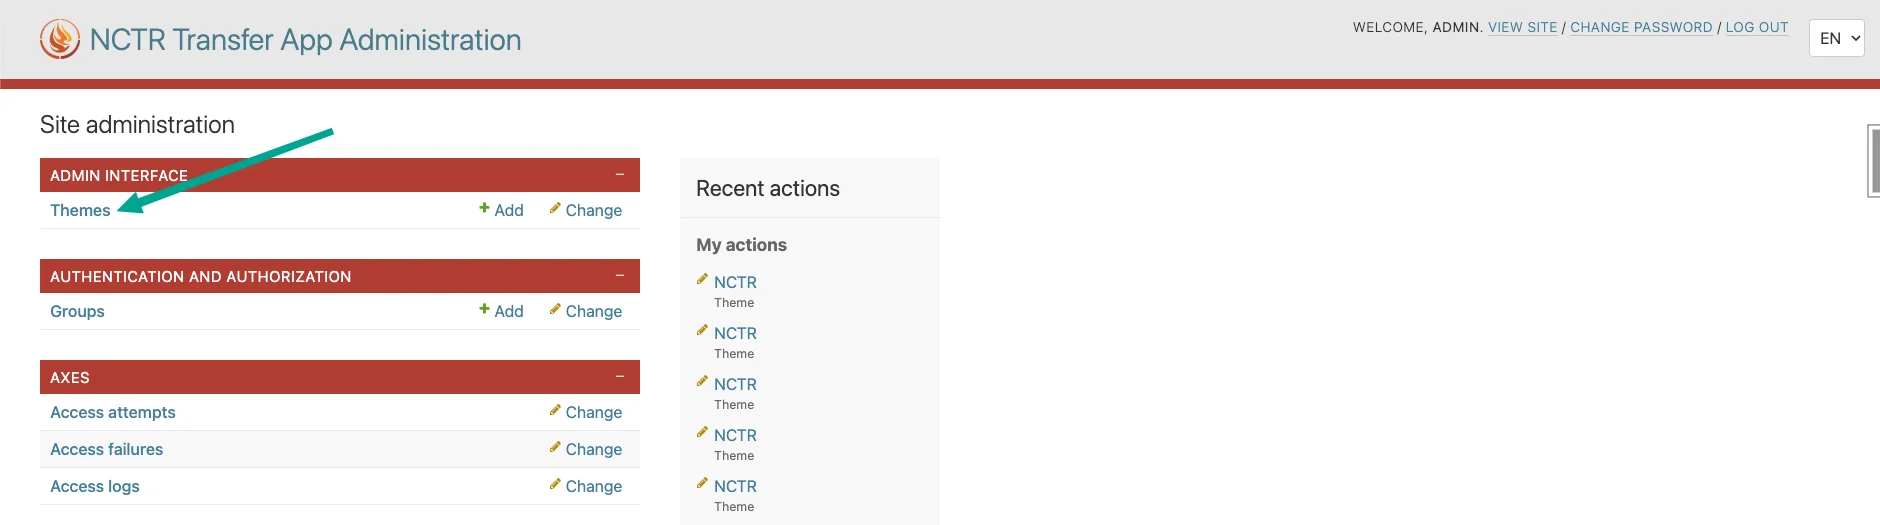 NCTR Transfer App Administration
WELCOME, ADMIN. VIEW SITE / CHANGE PASSWORD / LOG OUT
EN
Site administration
ADMIN INTERFACE
Themes Add Change
AUTHENTICATION AND AUTHORIZATION
Groups Add Change
AXES
Access attempts Change
Access failures Change
Access logs Change
Recent actions
My actions
NCTR
Theme
NCTR
Theme
NCTR
Theme
NCTR
Theme
NCTR
Theme